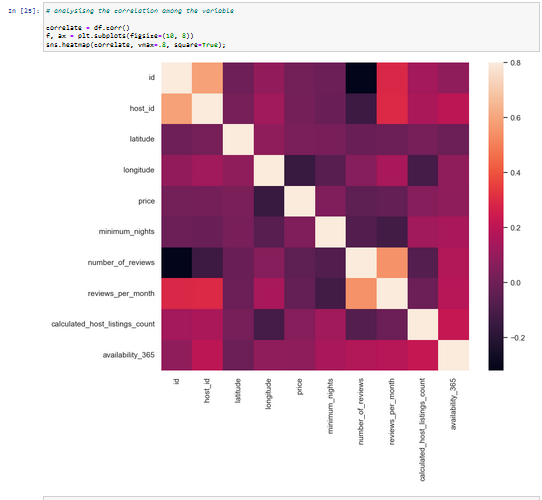 In [25]: # analysisng the correlation among the variable
correlate = df.corr()
f, ax = plt.subplots(figsize=(10, 8))
sns.heatmap(correlate, vmax=.8, square=True);
id
host_id
latitude
longitude
price
minimum_nights
number_of_reviews
reviews_per_month
calculated_host_listings_count
availability_365
0.8
0.6
0.4
0.2
0.0
−0.2
id
host_id
latitude
longitude
price
minimum_nights
number_of_reviews
reviews_per_month
calculated_host_listings_count
availability_365